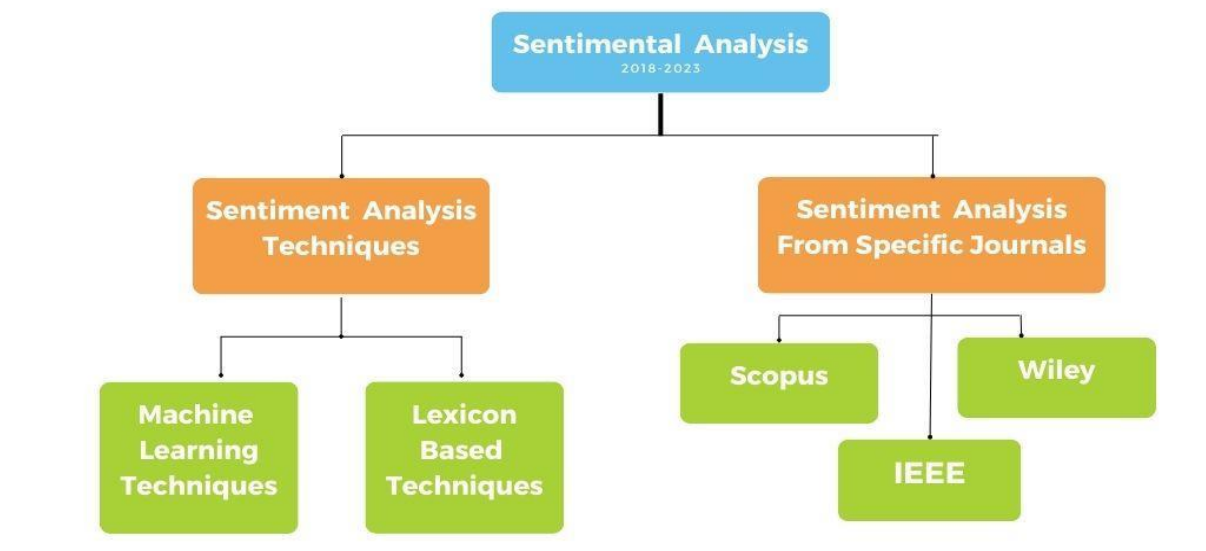 Sentimental Analysis
2018-2023
Sentiment Analysis
Techniques
Sentiment Analysis
From Specific Journals
Machine
Learning
Techniques
Lexicon
Based
Techniques
Scopus
Wiley
IEEE